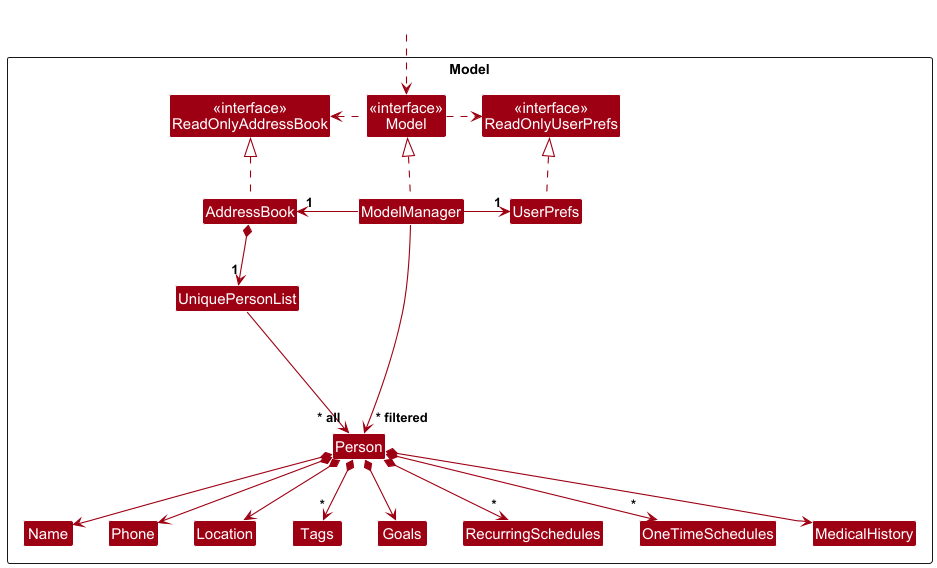 Model
«interface»
ReadOnlyAddressBook
«interface»
Model
«interface»
ReadOnlyUserPrefs
AddressBook
1
ModelManager
1
UserPrefs
1
UniquePersonList
* all
* filtered
Person
*
*
*
Name
Phone
Location
Tags
Goals
RecurringSchedules
OneTimeSchedules
MedicalHistory